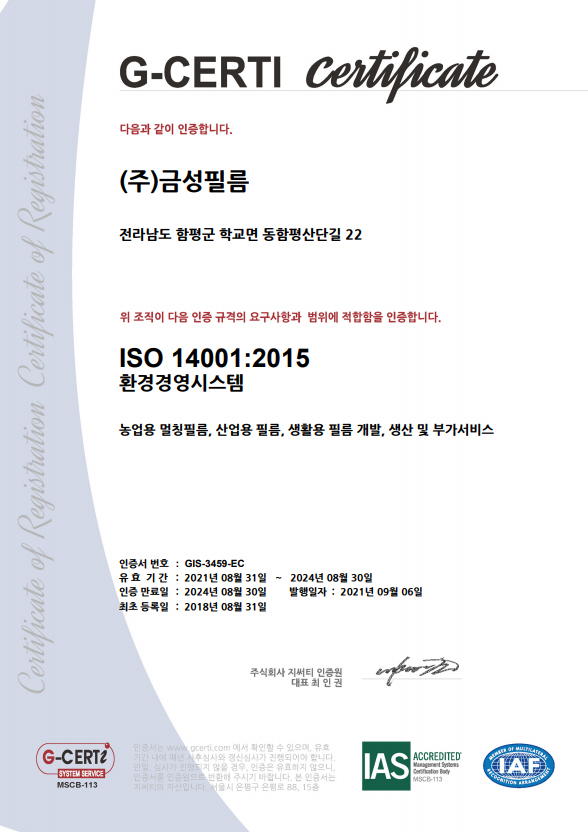 G-CERTI Certificate
다음과 같이 인증합니다.
(주)금성필름
전라남도 함평군 학교면 동함평산단길 22
위 조직이 다음 인증 규격의 요구사항과 범위에 적합함을 인증합니다.
ISO 14001:2015
환경경영시스템
농업용 멀칭필름, 산업용 필름, 생활용 필름 개발, 생산 및 부가서비스
인증서 번호 : GIS-3459-EC
유효 기간 : 2021년 08월 31일 ~ 2024년 08월 30일
인증 만료일 : 2024년 08월 30일 발행일자 : 2021년 09월 06일
최초 등록일 : 2018년 08월 31일
주식회사 지써티 인증원
대표 최 인 권
Certificate of Registration Certificate of Registration
G-CERTi
SYSTEM SERVICE
MSCB-113
인증서는 www.gcerti.com 에서 확인할 수 있으며, 유효
기간 내에 매년 사후심사와 갱신심사가 진행되어야 합니다.
만일, 심사가 진행되지 않을 경우, 인증은 유효하지 않으니,
인증서를 인증원으로 반환해 주시기 바랍니다. 본 인증서는
지써티의 자산입니다. 서울시 은평구 은평로 88, 15층
IAS
ACCREDITED
Management Systems
Certification Body
MSCB-113
MEMBER OF MULTILATERAL
IAF
RECOGNITION ARRANGEMENT